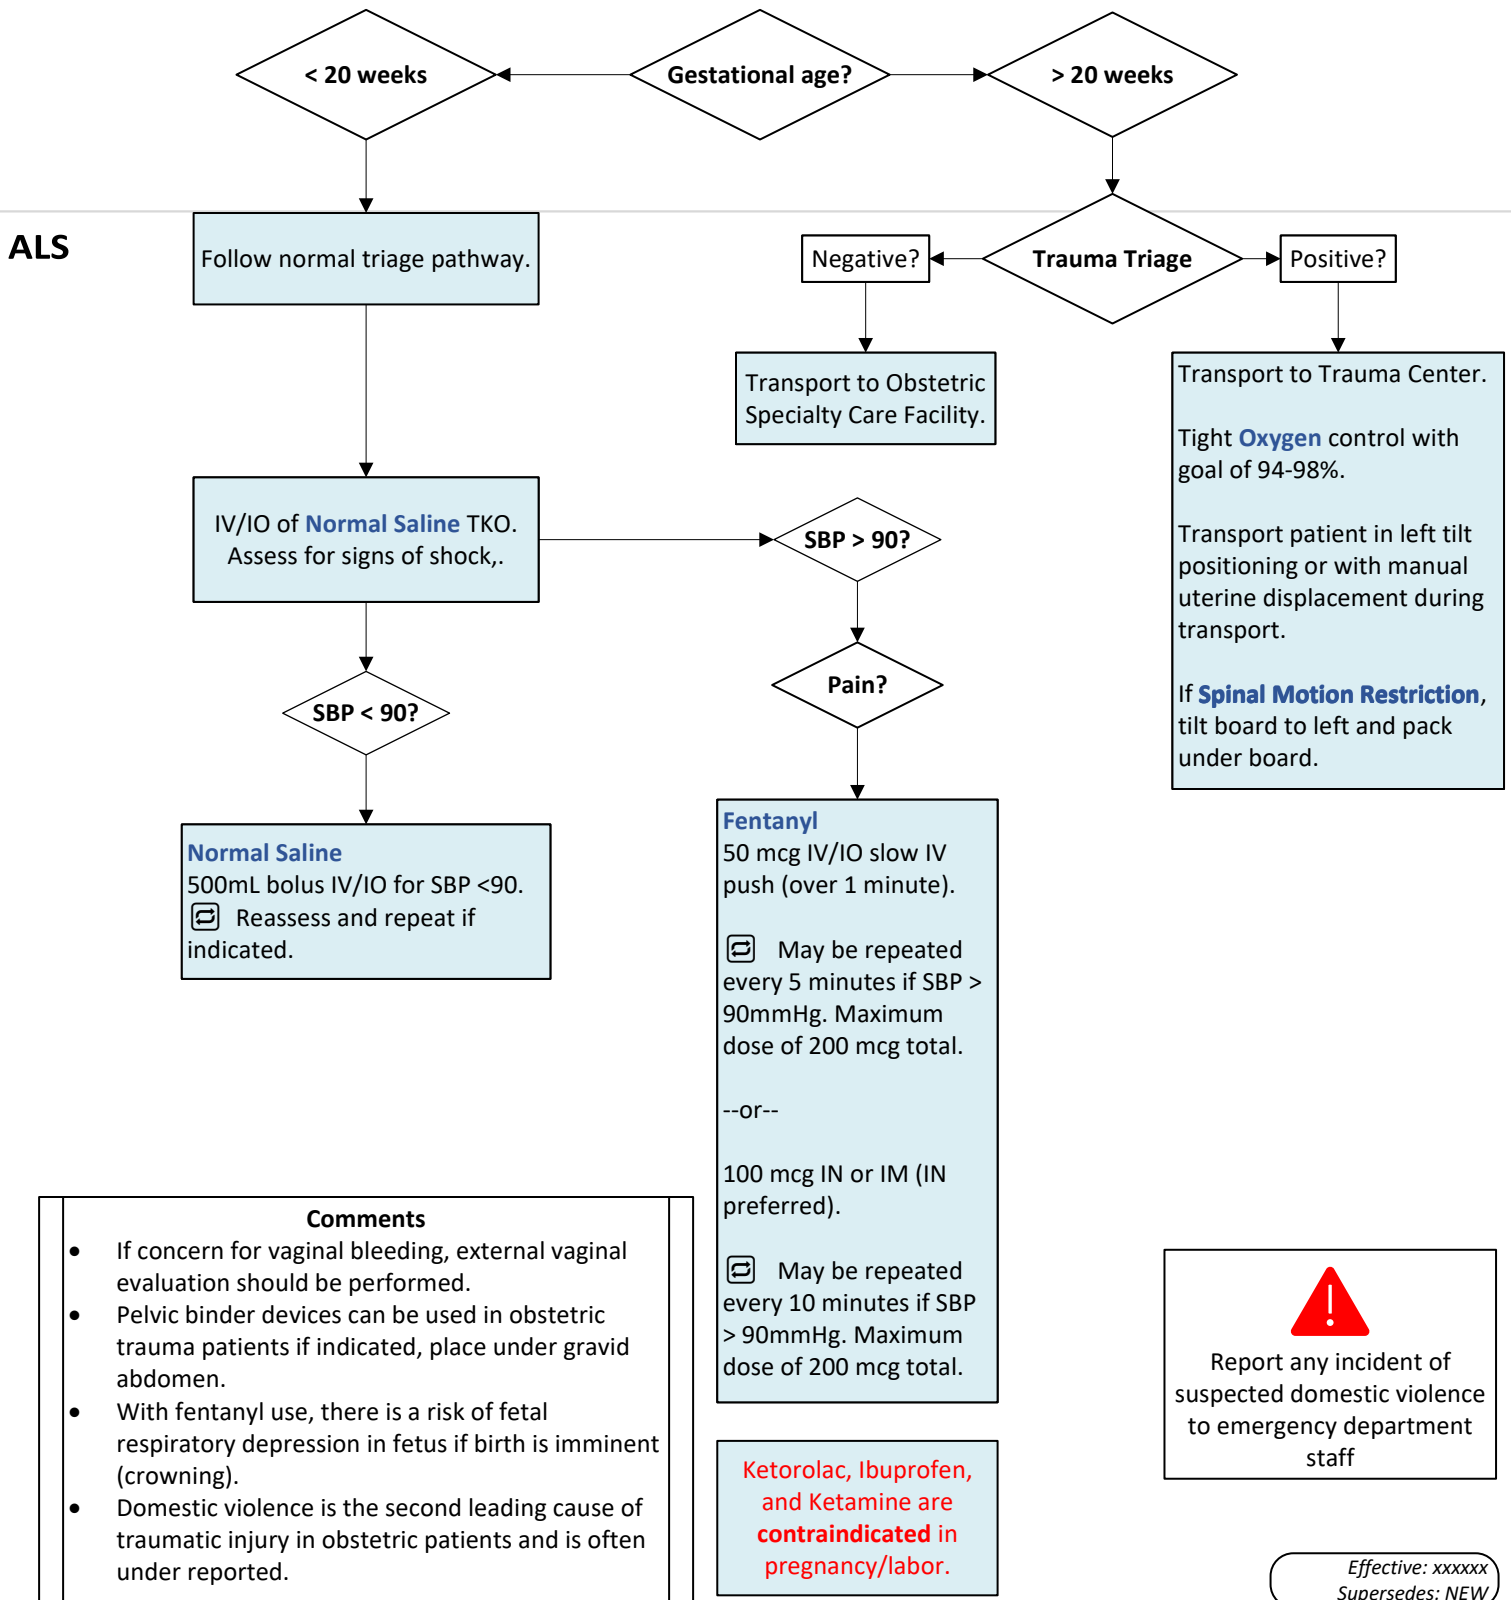 < 20 weeks
Gestational age?
> 20 weeks
ALS
Follow normal triage pathway.
Negative?
Trauma Triage
Positive?
Transport to Obstetric
Specialty Care Facility.
Transport to Trauma Center.
Tight Oxygen control with
goal of 94-98%.
Transport patient in left tilt
positioning or with manual
uterine displacement during
transport.
If Spinal Motion Restriction,
tilt board to left and pack
under board.
IV/IO of Normal Saline TKO.
Assess for signs of shock,.
SBP > 90?
Pain?
SBP < 90?
Normal Saline
500mL bolus IV/IO for SBP <90.
Reassess and repeat if
indicated.
Fentanyl
50 mcg IV/IO slow IV
push (over 1 minute).
May be repeated
every 5 minutes if SBP >
90mmHg. Maximum
dose of 200 mcg total.
--or--
100 mcg IN or IM (IN
preferred).
May be repeated
every 10 minutes if SBP
> 90mmHg. Maximum
dose of 200 mcg total.
Comments
• If concern for vaginal bleeding, external vaginal
evaluation should be performed.
• Pelvic binder devices can be used in obstetric
trauma patients if indicated, place under gravid
abdomen.
• With fentanyl use, there is a risk of fetal
respiratory depression in fetus if birth is imminent
(crowning).
• Domestic violence is the second leading cause of
traumatic injury in obstetric patients and is often
under reported.
Ketorolac, Ibuprofen,
and Ketamine are
contraindicated in
pregnancy/labor.
!
Report any incident of
suspected domestic violence
to emergency department
staff
Effective: xxxxxx
Supersedes: NEW